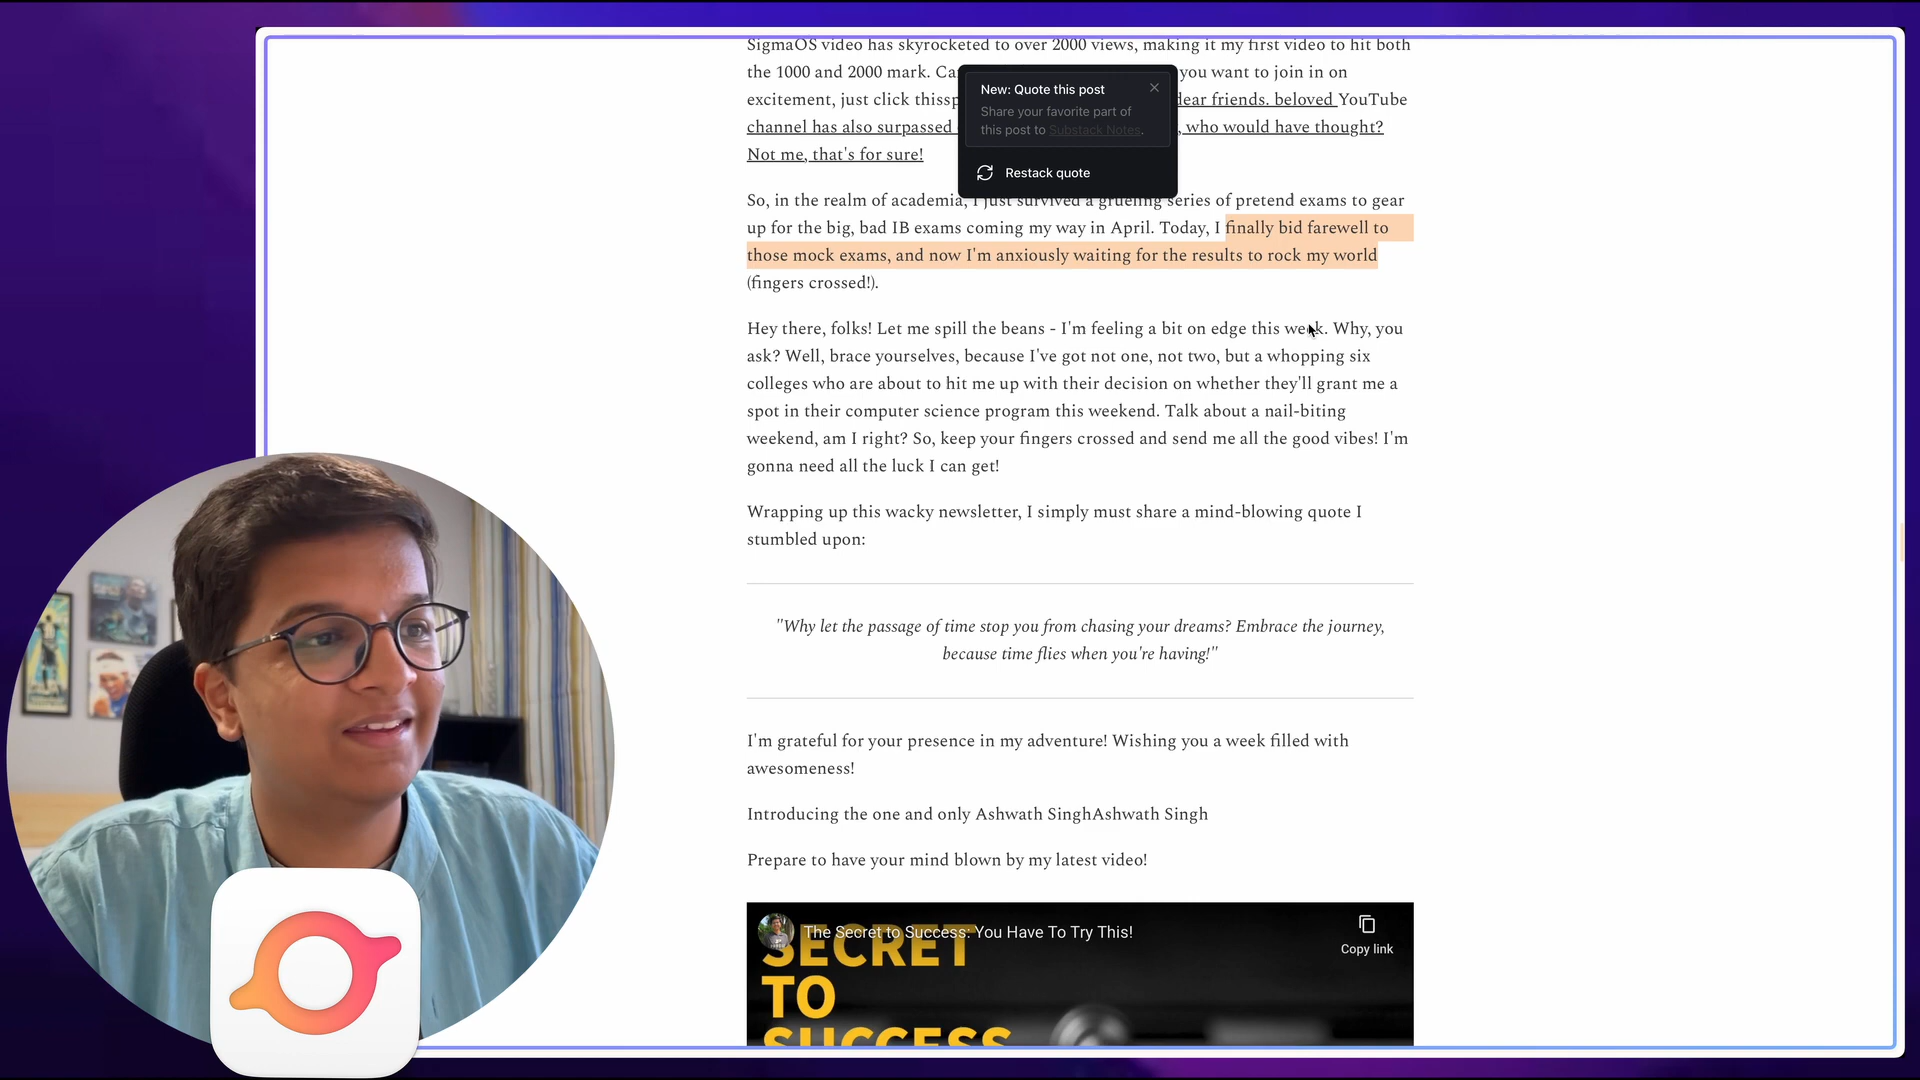 SigmaOS video has skyrocketed to over 2000 views, making it my first video to hit both
the 1000 and 2000 mark. Ca you want to join in on
excitement, just click thissp dear friends. beloved YouTube
channel has also surpassed , who would have thought?
Not me, that's for sure!
New: Quote this post
Share your favorite part of
this post to Substack Notes.
Restack quote
So, in the realm of academia, I just survived a grueling series of pretend exams to gear
up for the big, bad IB exams coming my way in April. Today, I finally bid farewell to
those mock exams, and now I'm anxiously waiting for the results to rock my world
(fingers crossed!).
Hey there, folks! Let me spill the beans - I'm feeling a bit on edge this week. Why, you
ask? Well, brace yourselves, because I've got not one, not two, but a whopping six
colleges who are about to hit me up with their decision on whether they'll grant me a
spot in their computer science program this weekend. Talk about a nail-biting
weekend, am I right? So, keep your fingers crossed and send me all the good vibes! I'm
gonna need all the luck I can get!
Wrapping up this wacky newsletter, I simply must share a mind-blowing quote I
stumbled upon:
"Why let the passage of time stop you from chasing your dreams? Embrace the journey,
because time flies when you're having!"
I'm grateful for your presence in my adventure! Wishing you a week filled with
awesomeness!
Introducing the one and only Ashwath SinghAshwath Singh
Prepare to have your mind blown by my latest video!
The Secret to Success: You Have To Try This!
Copy link
SECRET
TO
SUCCESS